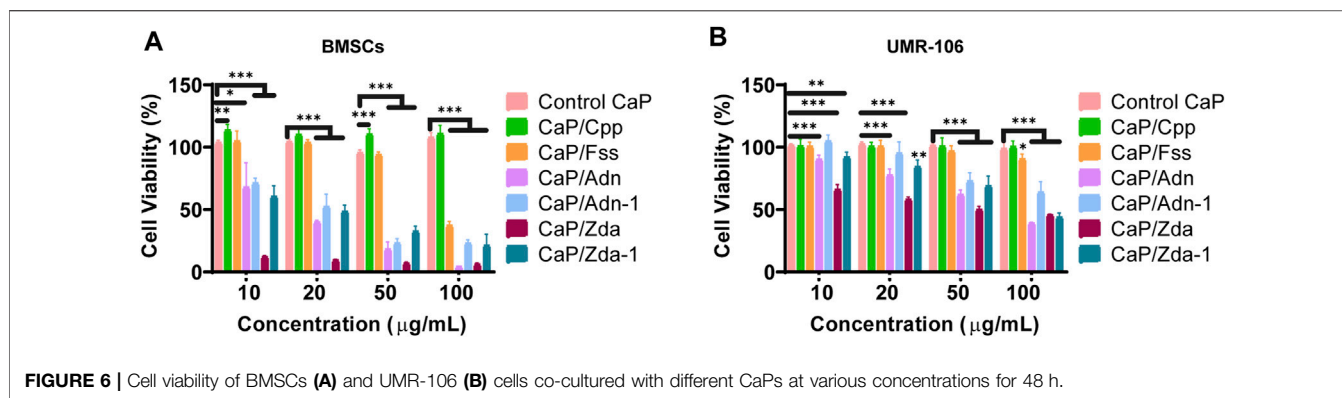 A
BMSCs
Cell Viability (%)
150
100
50
0
***
*
**
***
***
***
***
10 20 50 100
Concentration (μg/mL)
Control CaP
CaP/Cpp
CaP/Fss
CaP/Adn
CaP/Adn-1
CaP/Zda
CaP/Zda-1
B
UMR-106
Cell Viability (%)
150
100
50
0
**
***
***
***
***
**
***
***
*
10 20 50 100
Concentration (μg/mL)
Control CaP
CaP/Cpp
CaP/Fss
CaP/Adn
CaP/Adn-1
CaP/Zda
CaP/Zda-1
FIGURE 6 | Cell viability of BMSCs (A) and UMR-106 (B) cells co-cultured with different CaPs at various concentrations for 48 h.